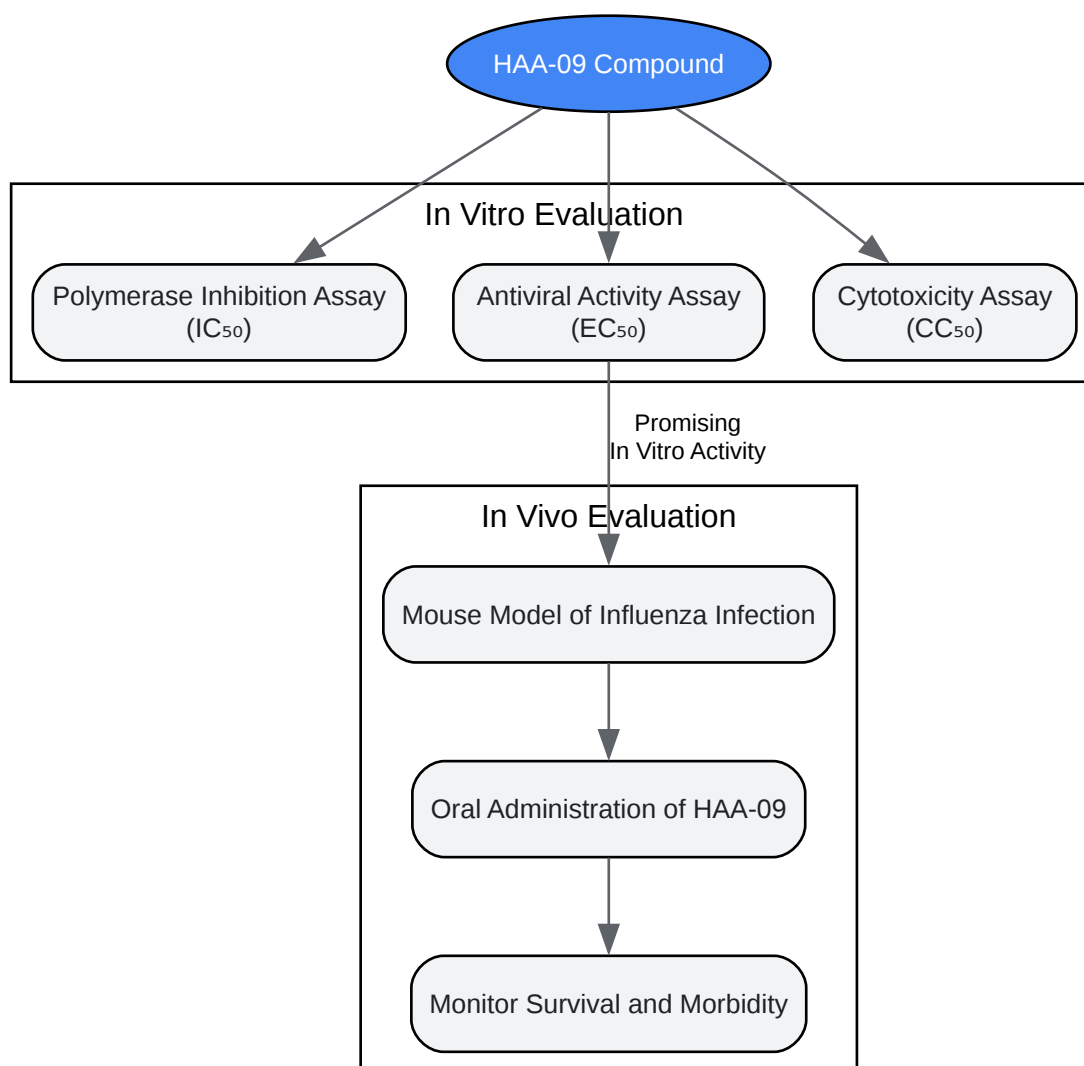 HAA-09 Compound
In Vitro Evaluation
Polymerase Inhibition Assay
(IC₅₀)
Antiviral Activity Assay
(EC₅₀)
Cytotoxicity Assay
(CC₅₀)
Promising
In Vitro Activity
In Vivo Evaluation
Mouse Model of Influenza Infection
Oral Administration of HAA-09
Monitor Survival and Morbidity